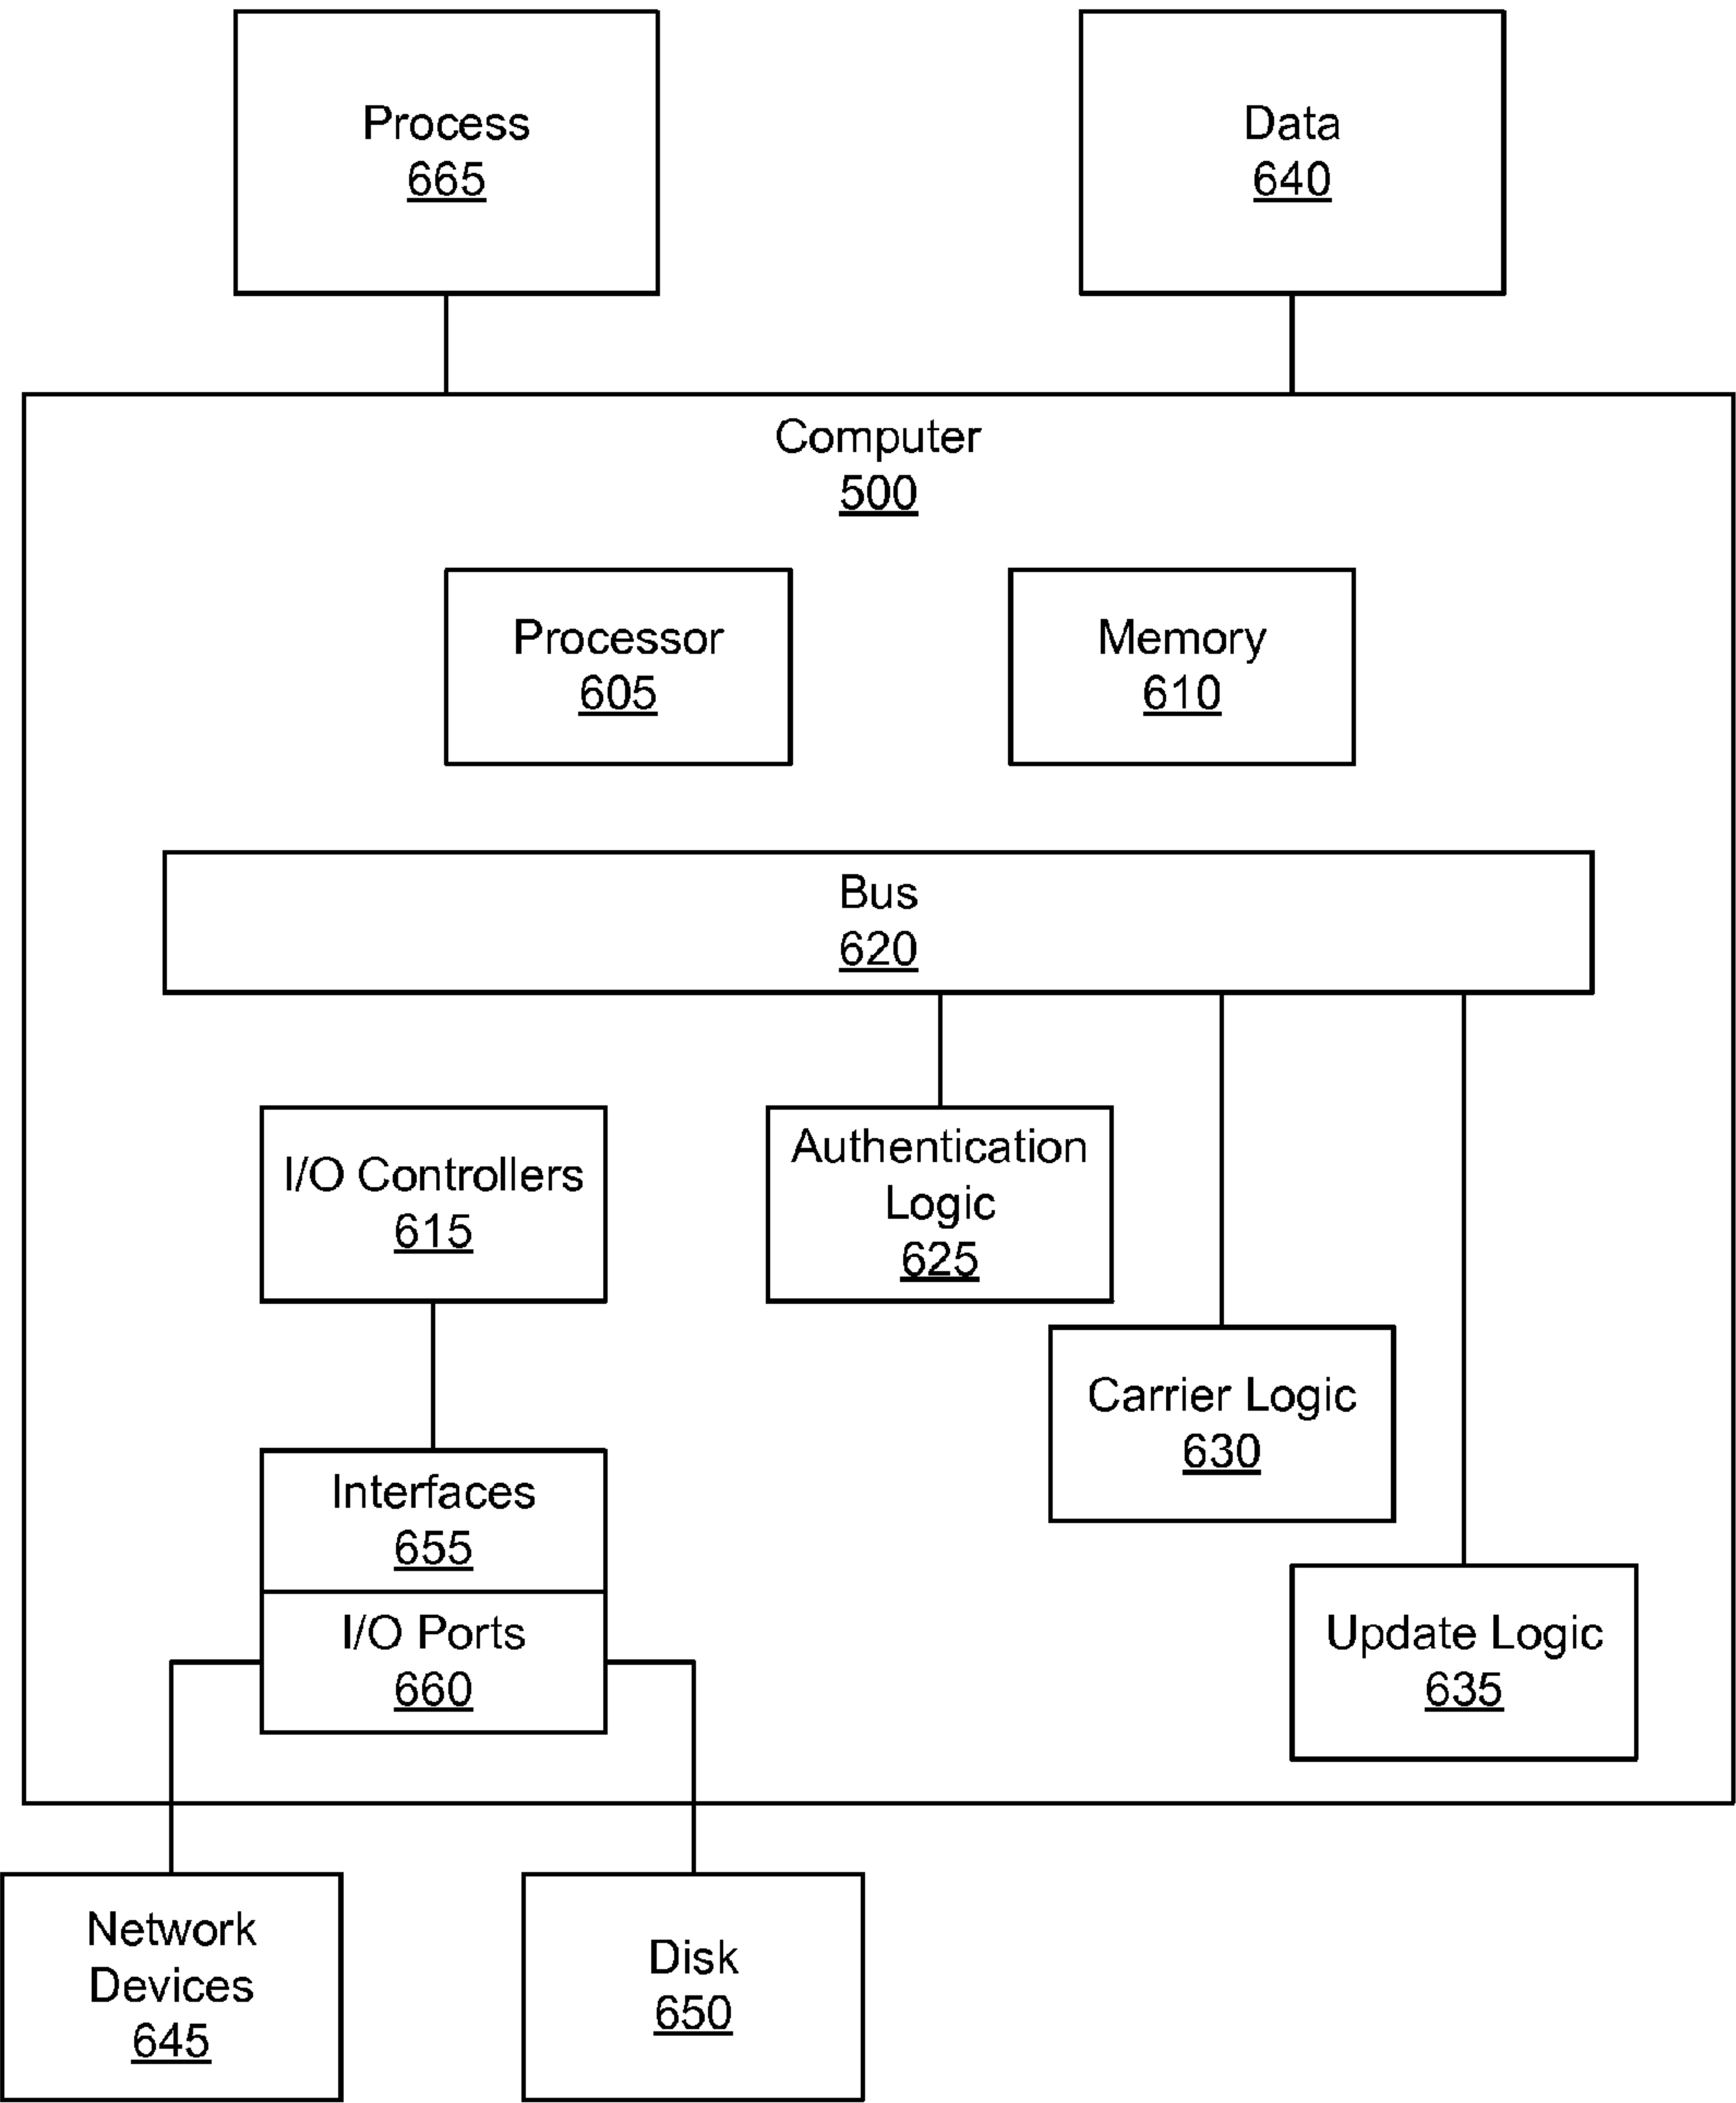 Process
665
Data
640
Computer
500
Processor
605
Memory
610
Bus
620
I/O Controllers
615
Authentication
Logic
625
Carrier Logic
630
Interfaces
655
I/O Ports
660
Update Logic
635
Network
Devices
645
Disk
650